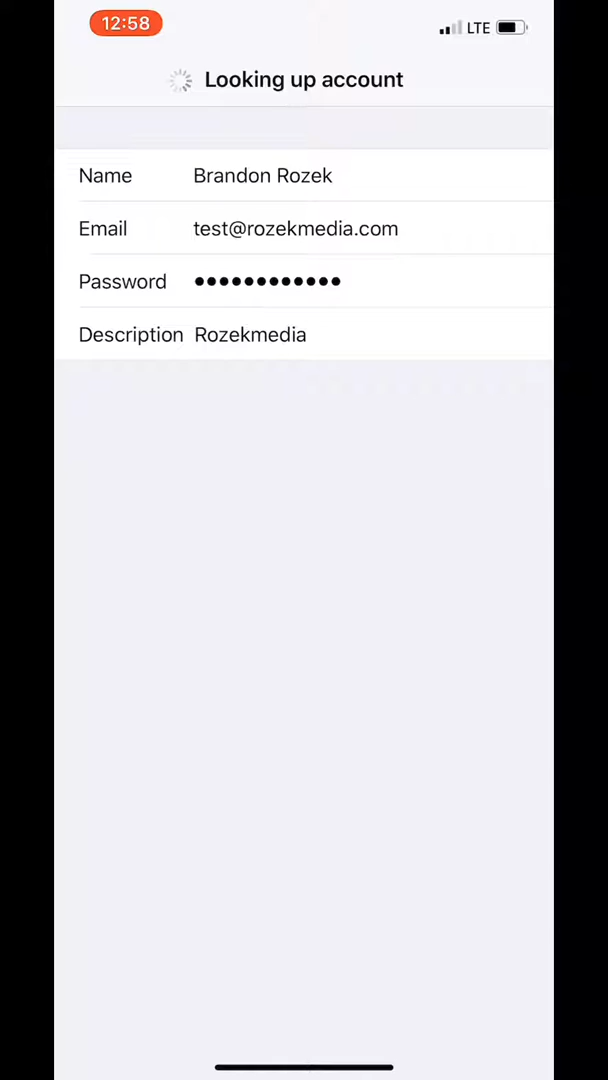 12:58 LTE
Looking up account
Name Brandon Rozek
Email test@rozekmedia.com
Password ••••••••••••
Description Rozekmedia